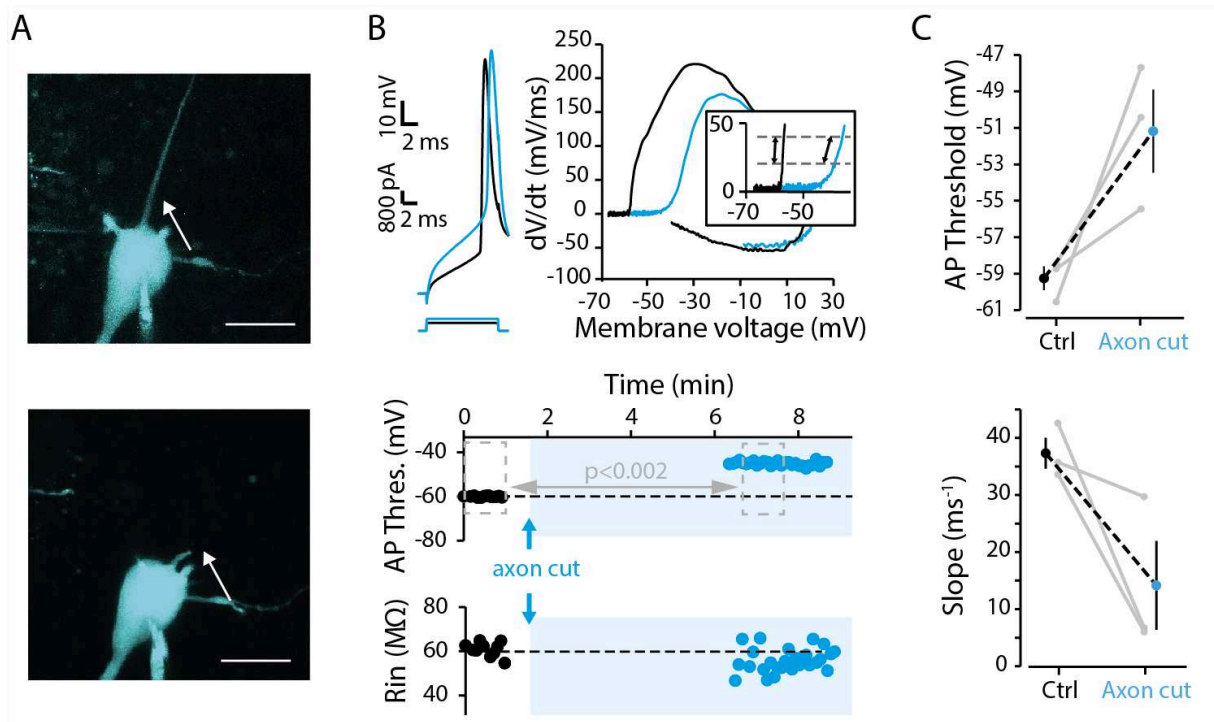 A
B
C
10 mV
2 ms
800 pA
2 ms
dV/dt (mV/ms)
250
200
150
100
50
0
-50
-100
-70
-50
-30
-10
10
30
Membrane voltage (mV)
50
0
-70
-50
AP Threshold (mV)
-47
-49
-51
-53
-55
-57
-59
-61
Ctrl
Axon cut
Time (min)
0
2
4
6
8
AP Thres. (mV)
-40
-60
-80
p<0.002
axon cut
Rin (MΩ)
80
60
40
Slope (ms⁻¹)
40
30
20
10
0
Ctrl
Axon cut